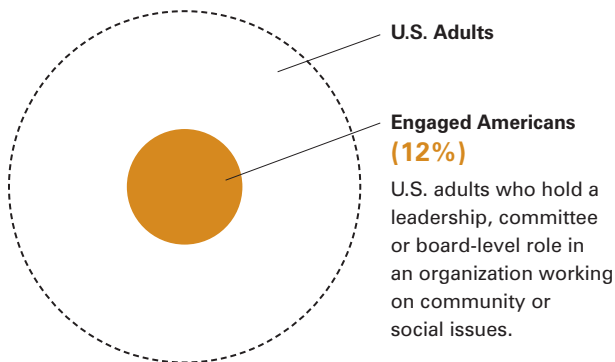 U.S. Adults
Engaged Americans
(12%)
U.S. adults who hold a
leadership, committee
or board-level role in
an organization working
on community or
social issues.